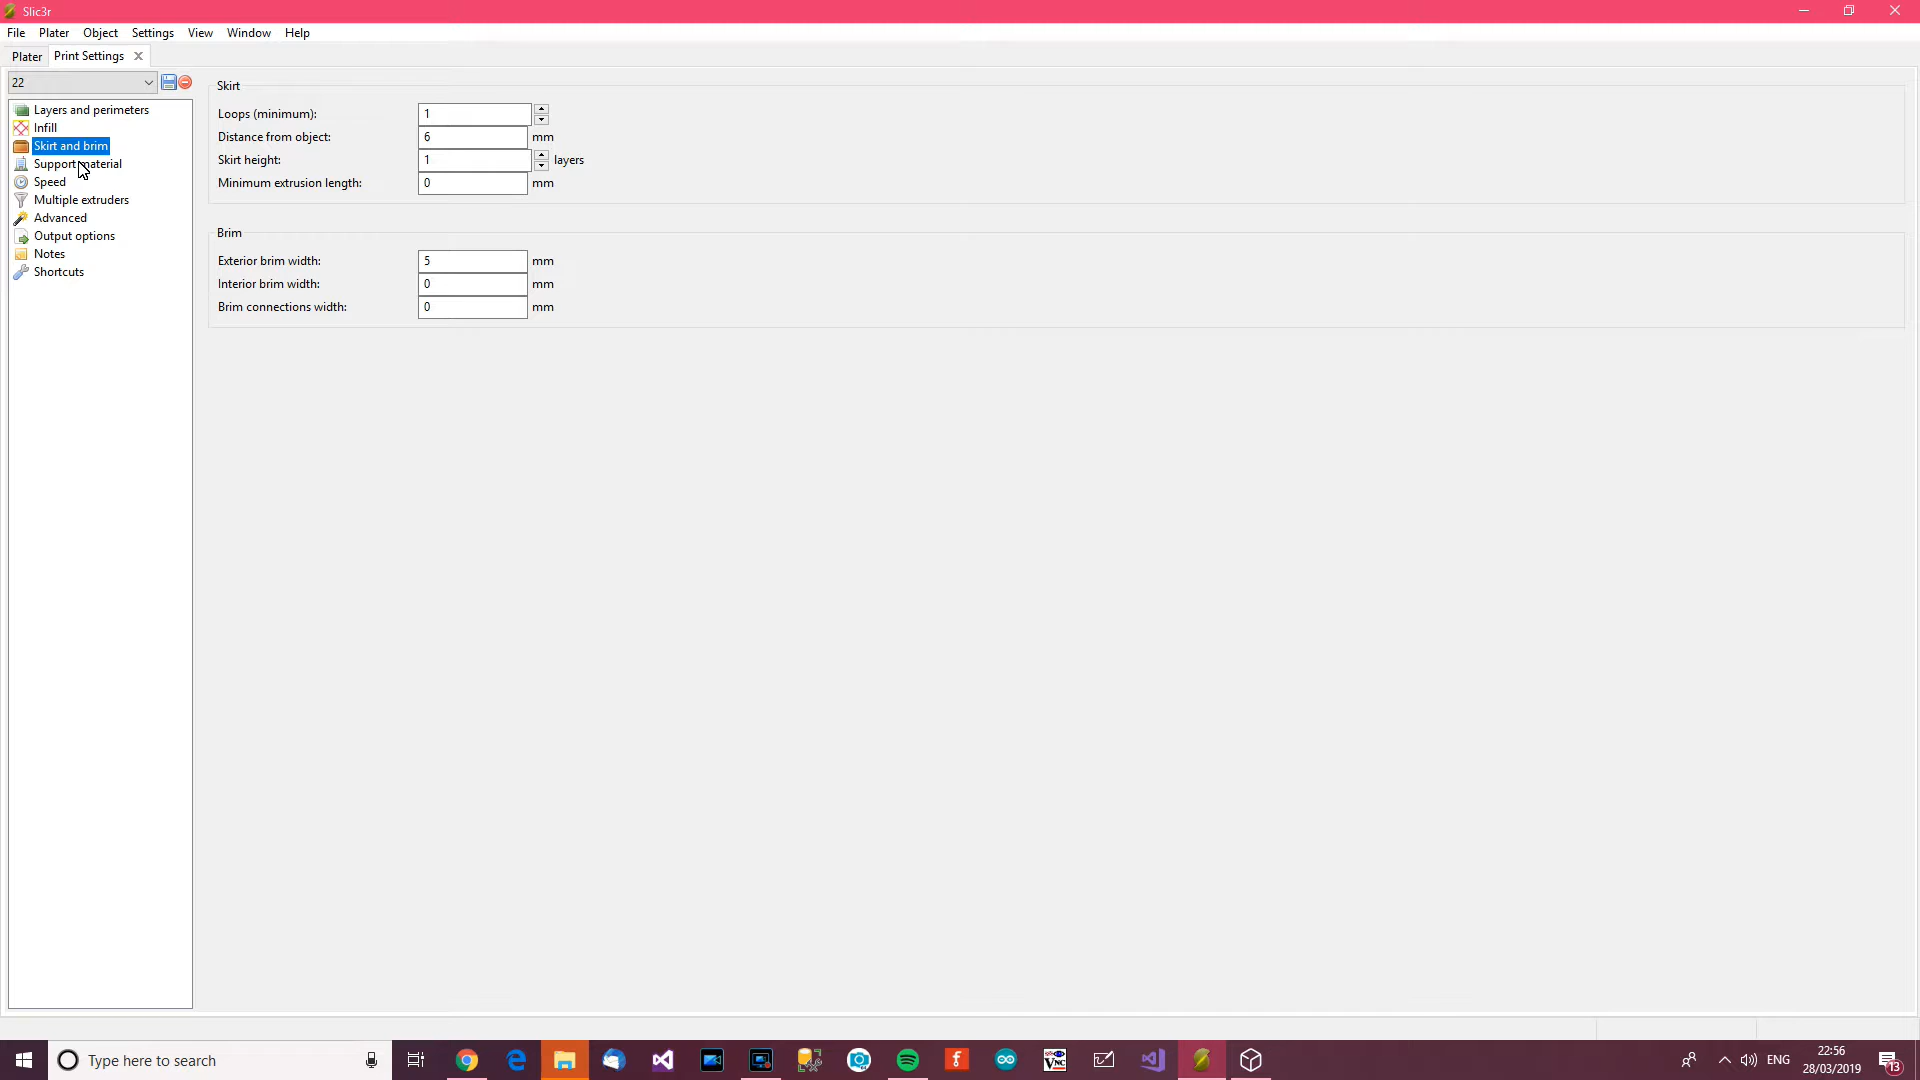 Slic3r
File Plater Object Settings View Window Help
Plater Print Settings
22
Layers and perimeters
Infill
Skirt and brim
Support material
Speed
Multiple extruders
Advanced
Output options
Notes
Shortcuts
Skirt
Loops (minimum): 1
Distance from object: 6 mm
Skirt height: 1 layers
Minimum extrusion length: 0 mm
Brim
Exterior brim width: 5 mm
Interior brim width: 0 mm
Brim connections width: 0 mm
Type here to search
ENG
22:56
28/03/2019
13